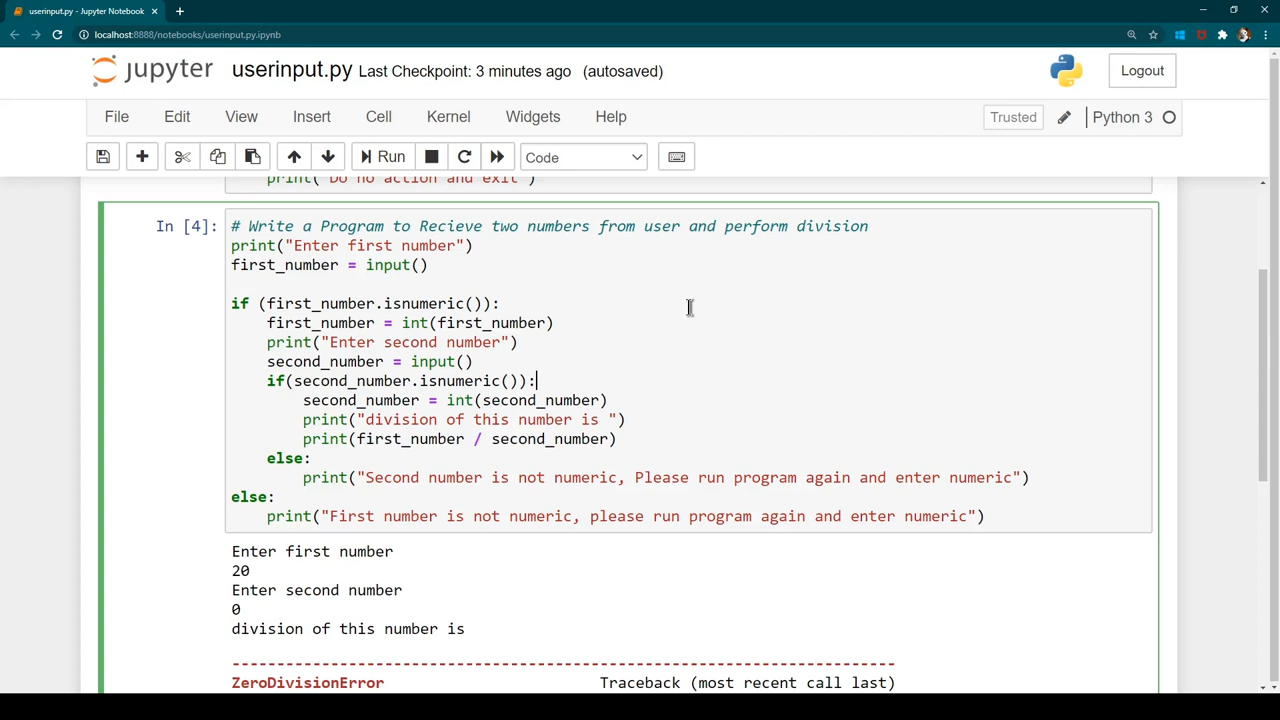 userinput.py - Jupyter Notebook
localhost:8888/notebooks/userinput.py.ipynb
jupyter userinput.py Last Checkpoint: 3 minutes ago (autosaved)
Logout
File Edit View Insert Cell Kernel Widgets Help
Trusted Python 3
Run Code
print("Do no action and exit")
In [4]:
# Write a Program to Recieve two numbers from user and perform division
print("Enter first number")
first_number = input()
if (first_number.isnumeric()):
    first_number = int(first_number)
    print("Enter second number")
    second_number = input()
    if(second_number.isnumeric()):
        second_number = int(second_number)
        print("division of this number is ")
        print(first_number / second_number)
    else:
        print("Second number is not numeric, Please run program again and enter numeric")
else:
    print("First number is not numeric, please run program again and enter numeric")
Enter first number
20
Enter second number
0
division of this number is
---------------------------------------------------------------------------
ZeroDivisionError                         Traceback (most recent call last)